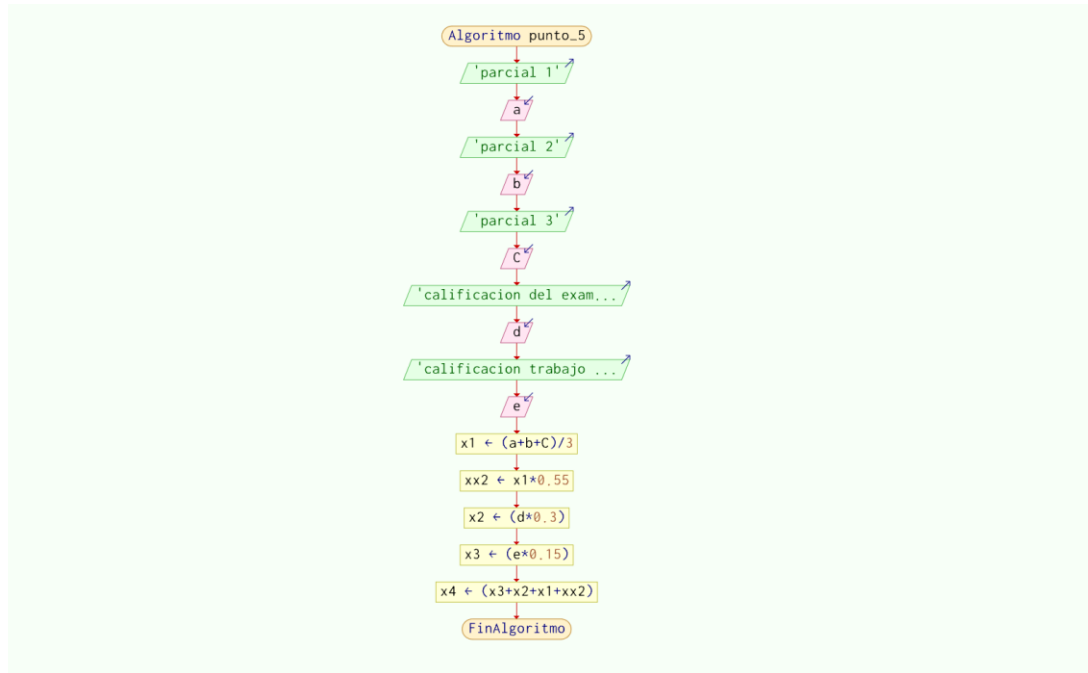 Algoritmo punto_5
'parcial 1'
a
'parcial 2'
b
'parcial 3'
C
'calificacion del exam...
d
'calificacion trabajo ...
e
x1 ← (a+b+C)/3
xx2 ← x1*0.55
x2 ← (d*0.3)
x3 ← (e*0.15)
x4 ← (x3+x2+x1+xx2)
FinAlgoritmo